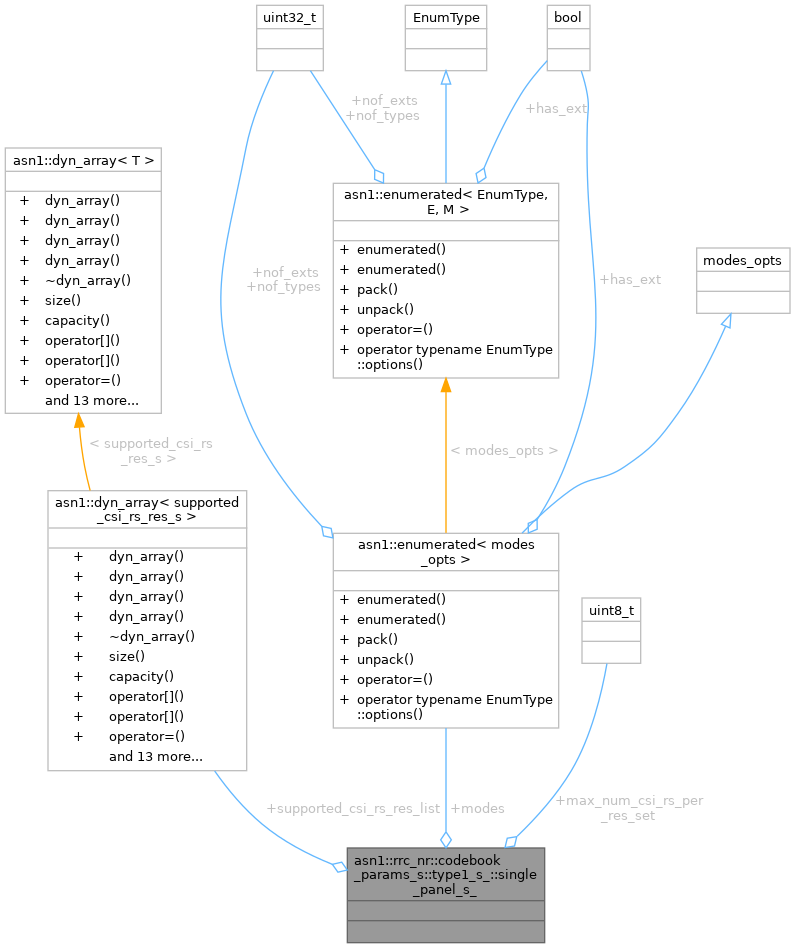 uint32_t
EnumType
bool
+nof_exts
+nof_types
+has_ext
asn1::dyn_array< T >
+ dyn_array()
+ dyn_array()
+ dyn_array()
+ dyn_array()
+ ~dyn_array()
+ size()
+ capacity()
+ operator[]()
+ operator[]()
+ operator=()
and 13 more...
asn1::enumerated< EnumType,
E, M >
+ enumerated()
+ enumerated()
+ pack()
+ unpack()
+ operator=()
+ operator typename EnumType
::options()
modes_opts
+nof_exts
+nof_types
+has_ext
< supported_csi_rs
_res_s >
< modes_opts >
asn1::dyn_array< supported
_csi_rs_res_s >
+ dyn_array()
+ dyn_array()
+ dyn_array()
+ dyn_array()
+ ~dyn_array()
+ size()
+ capacity()
+ operator[]()
+ operator[]()
+ operator=()
and 13 more...
asn1::enumerated< modes
_opts >
+ enumerated()
+ enumerated()
+ pack()
+ unpack()
+ operator=()
+ operator typename EnumType
::options()
uint8_t
+supported_csi_rs_res_list
+modes
+max_num_csi_rs_per
_res_set
asn1::rrc_nr::codebook
_params_s::type1_s_::single
_panel_s_